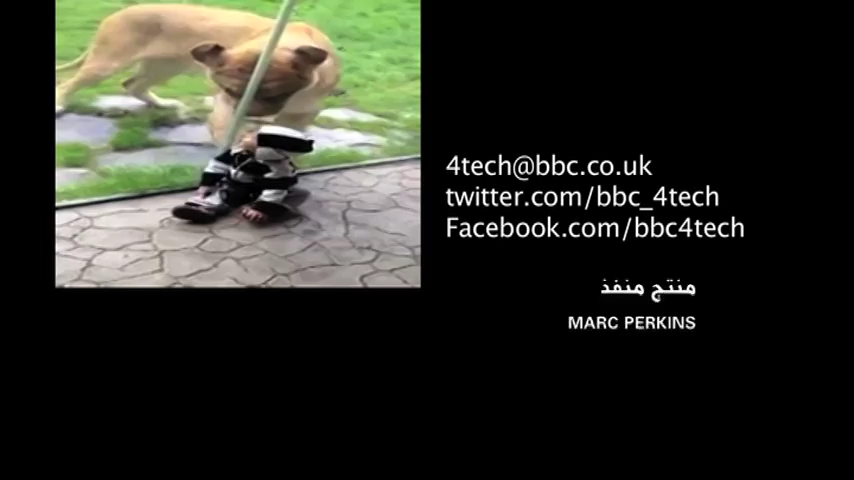 4tech@bbc.co.uk
twitter.com/bbc_4tech
Facebook.com/bbc4tech
منتج منفذ
MARC PERKINS